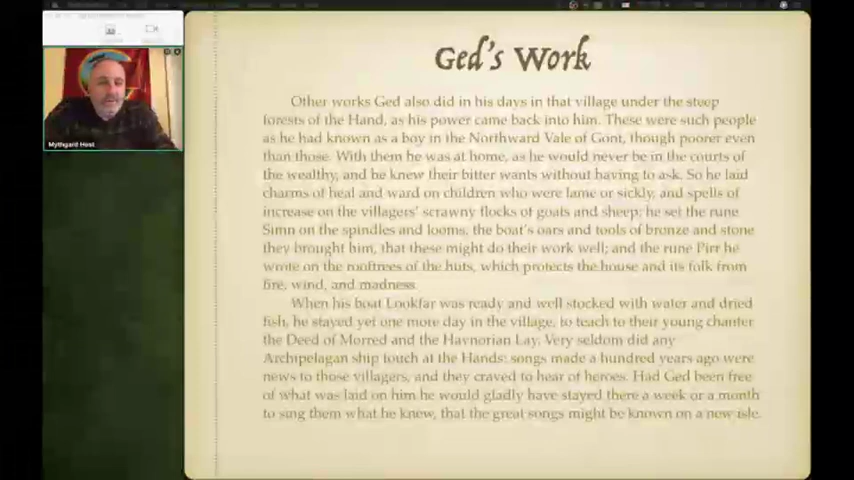 Ged's Work
Other works Ged also did in his days in that village under the steep
forests of the Hand, as his power came back into him. These were such people
as he had known as a boy in the Northward Vale of Gont, though poorer even
than those. With them he was at home, as he would never be in the courts of
the wealthy, and he knew their bitter wants without having to ask. So he laid
charms of heal and ward on children who were lame or sickly, and spells of
increase on the villagers' scrawny flocks of goats and sheep; he set the rune
Simn on the spindles and looms, the boat's oars and tools of bronze and stone
they brought him, that these might do their work well; and the rune Pirr he
wrote on the rooftrees of the huts, which protects the house and its folk from
fire, wind, and madness.
When his boat Lookfar was ready and well stocked with water and dried
fish, he stayed yet one more day in the village, to teach to their young chanter
the Deed of Morred and the Havnorian Lay. Very seldom did any
Archipelagan ship touch at the Hands; songs made a hundred years ago were
news to those villagers, and they craved to hear of heroes. Had Ged been free
of what was laid on him he would gladly have stayed there a week or a month
to sing them what he knew, that the great songs might be known on a new isle.
Mythgard Host